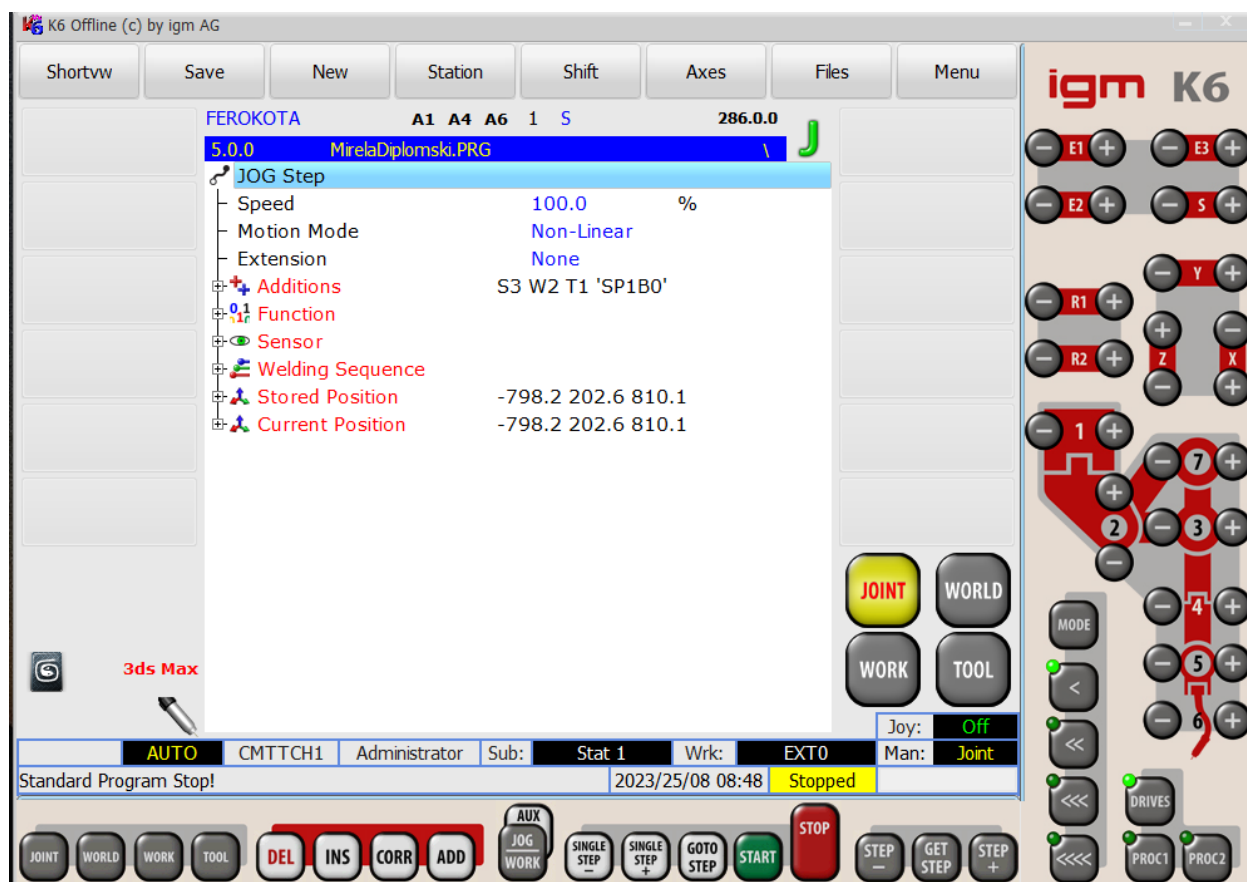 K6 Offline (c) by igm AG
Shortvw Save New Station Shift Axes Files Menu
igm K6
FEROKOTA A1 A4 A6 1 S 286.0.0
5.0.0 MirelaDiplomski.PRG \
JOG Step
Speed 100.0 %
Motion Mode Non-Linear
Extension None
Additions S3 W2 T1 'SP1B0'
Function
Sensor
Welding Sequence
Stored Position -798.2 202.6 810.1
Current Position -798.2 202.6 810.1
E1 E3
E2 S
Y
R1
R2 Z X
1
7
2 3
4
5
6
JOINT WORLD
WORK TOOL
3ds Max
MODE
<
<<
<<<
<<<<
DRIVES
PROC1 PROC2
Joy: Off
AUTO CMTTCH1 Administrator Sub: Stat 1 Wrk: EXT0 Man: Joint
Standard Program Stop! 2023/25/08 08:48 Stopped
JOINT WORLD WORK TOOL DEL INS CORR ADD
AUX
JOG
WORK
SINGLE STEP −
SINGLE STEP +
GOTO STEP
START
STOP
STEP −
GET STEP
STEP +